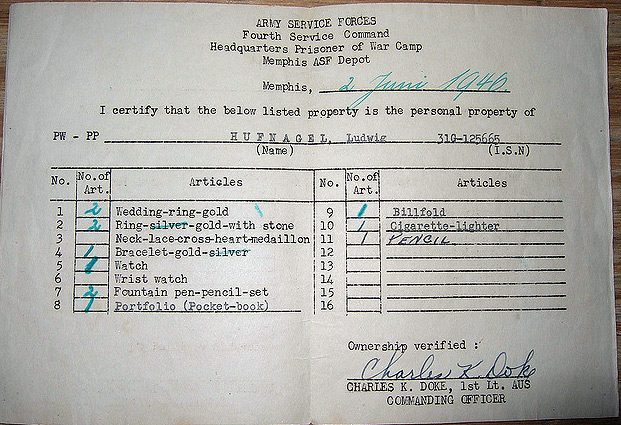 ARMY SERVICE FORCES
Fourth Service Command
Headquarters Prisoner of War Camp
Memphis ASF Depot
Memphis, 2 Juni 1946
I certify that the below listed property is the personal property of
PW - PP HUFNAGEL, Ludwig 31G-125665
(Name) (I.S.N)
No. No.of Art. Articles No. No.of Art. Articles
1 2 Wedding-ring-gold 9 1 Billfold
2 2 Ring-silver-gold-with stone 10 1 Cigarette-lighter
3 Neck-lace-cross-heart-medaillon 11 1 PENCIL
4 1 Bracelet-gold-silver 12
5 1 Watch 13
6 Wrist watch 14
7 2 Fountain pen-pencil-set 15
8 1 Portfolio (Pocket-book) 16
Ownership verified :
Charles K. Doke
CHARLES K. DOKE, 1st Lt. AUS
COMMANDING OFFICER